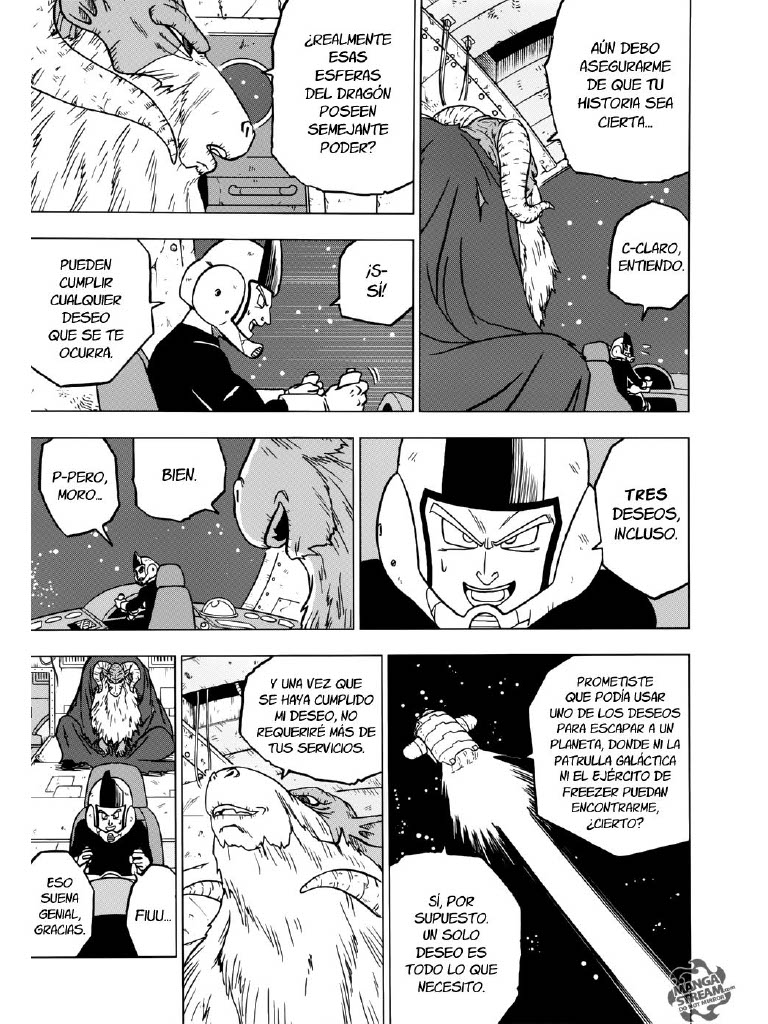 AÚN DEBO
ASEGURARME
DE QUE TU
HISTORIA SEA
CIERTA...
C-CLARO,
ENTIENDO.
¿REALMENTE
ESAS
ESFERAS
DEL DRAGÓN
POSEEN
SEMEJANTE
PODER?
¡S-
SÍ!
PUEDEN
CUMPLIR
CUALQUIER
DESEO
QUE SE TE
OCURRA.
TRES
DESEOS,
INCLUSO.
BIEN.
P-PERO,
MORO...
PROMETISTE
QUE PODÍA USAR
UNO DE LOS DESEOS
PARA ESCAPAR A UN
PLANETA, DONDE NI LA
PATRULLA GALÁCTICA
NI EL EJÉRCITO DE
FREEZER PUEDAN
ENCONTRARME,
¿CIERTO?
SÍ, POR
SUPUESTO.
UN SOLO
DESEO ES
TODO LO QUE
NECESITO.
Y UNA VEZ QUE
SE HAYA CUMPLIDO
MI DESEO, NO
REQUERIRÉ MÁS DE
TUS SERVICIOS.
FIUU...
ESO
SUENA
GENIAL,
GRACIAS.
MANGA
STREAM.com
DO NOT MIRROR